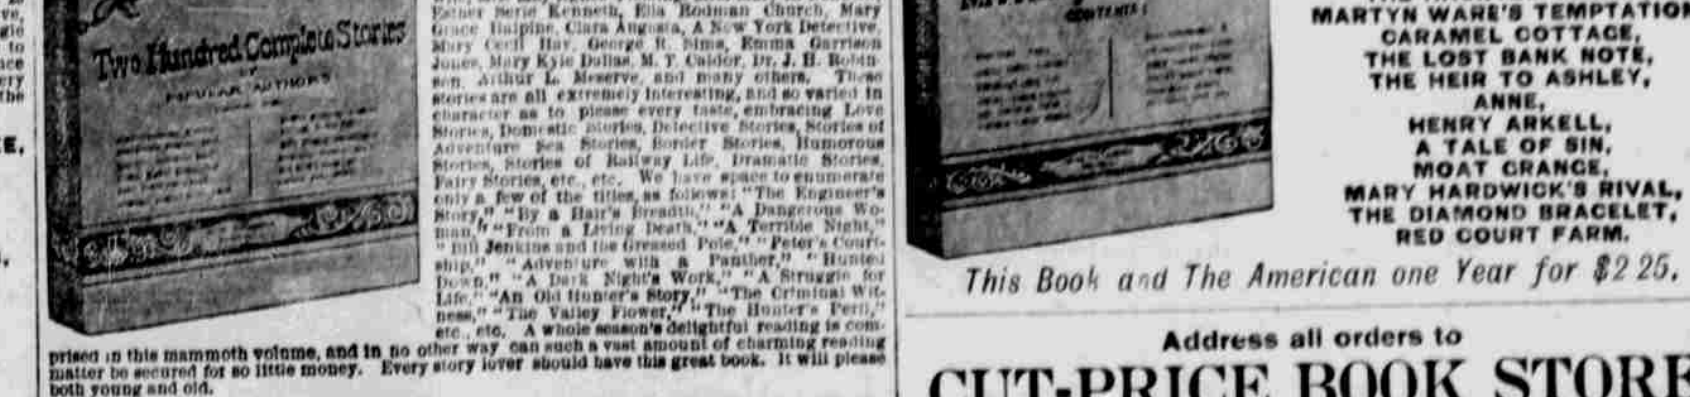 Two Hundred Complete Stories
BY
POPULAR AUTHORS
Esther Serle Kenneth, Ella Rodman Church, Mary
Grace Halpine, Clara Augusta, A New York Detective,
Mary Cecil Hay, George R. Sims, Emma Garrison
Jones, Mary Kyle Dallas, M. T. Caldor, Dr. J. H. Robin-
son, Arthur L. Meserve, and many others. These
stories are all extremely interesting, and so varied in
character as to please every taste, embracing Love
Stories, Domestic Stories, Detective Stories, Stories of
Adventure Sea Stories, Border Stories, Humorous
Stories, Stories of Railway Life, Dramatic Stories,
Fairy Stories, etc., etc. We have space to enumerate
only a few of the titles, as follows: "The Engineer's
Story," "By a Hair's Breadth," "A Dangerous Wo-
man," "From a Living Death," "A Terrible Night,"
"Bill Jenkins and the Greased Pole," "Peter's Court-
ship," "Adventure with a Panther," "Hunted
Down," "A Dark Night's Work," "A Struggle for
Life," "An Old Hunter's Story," "The Criminal Wit-
ness," "The Valley Flower," "The Hunter's Peril,"
etc., etc. A whole season's delightful reading is com-
prised in this mammoth volume, and in no other way can such a vast amount of charming reading
matter be secured for so little money. Every story lover should have this great book. It will please
both young and old.
CONTENTS:
MARTYN WARE'S TEMPTATION
CARAMEL COTTAGE,
THE LOST BANK NOTE,
THE HEIR TO ASHLEY,
ANNE,
HENRY ARKELL,
A TALE OF SIN,
MOAT GRANGE,
MARY HARDWICK'S RIVAL,
THE DIAMOND BRACELET,
RED COURT FARM.
This Book and The American one Year for $2 25.
Address all orders to
CUT-PRICE BOOK STORE